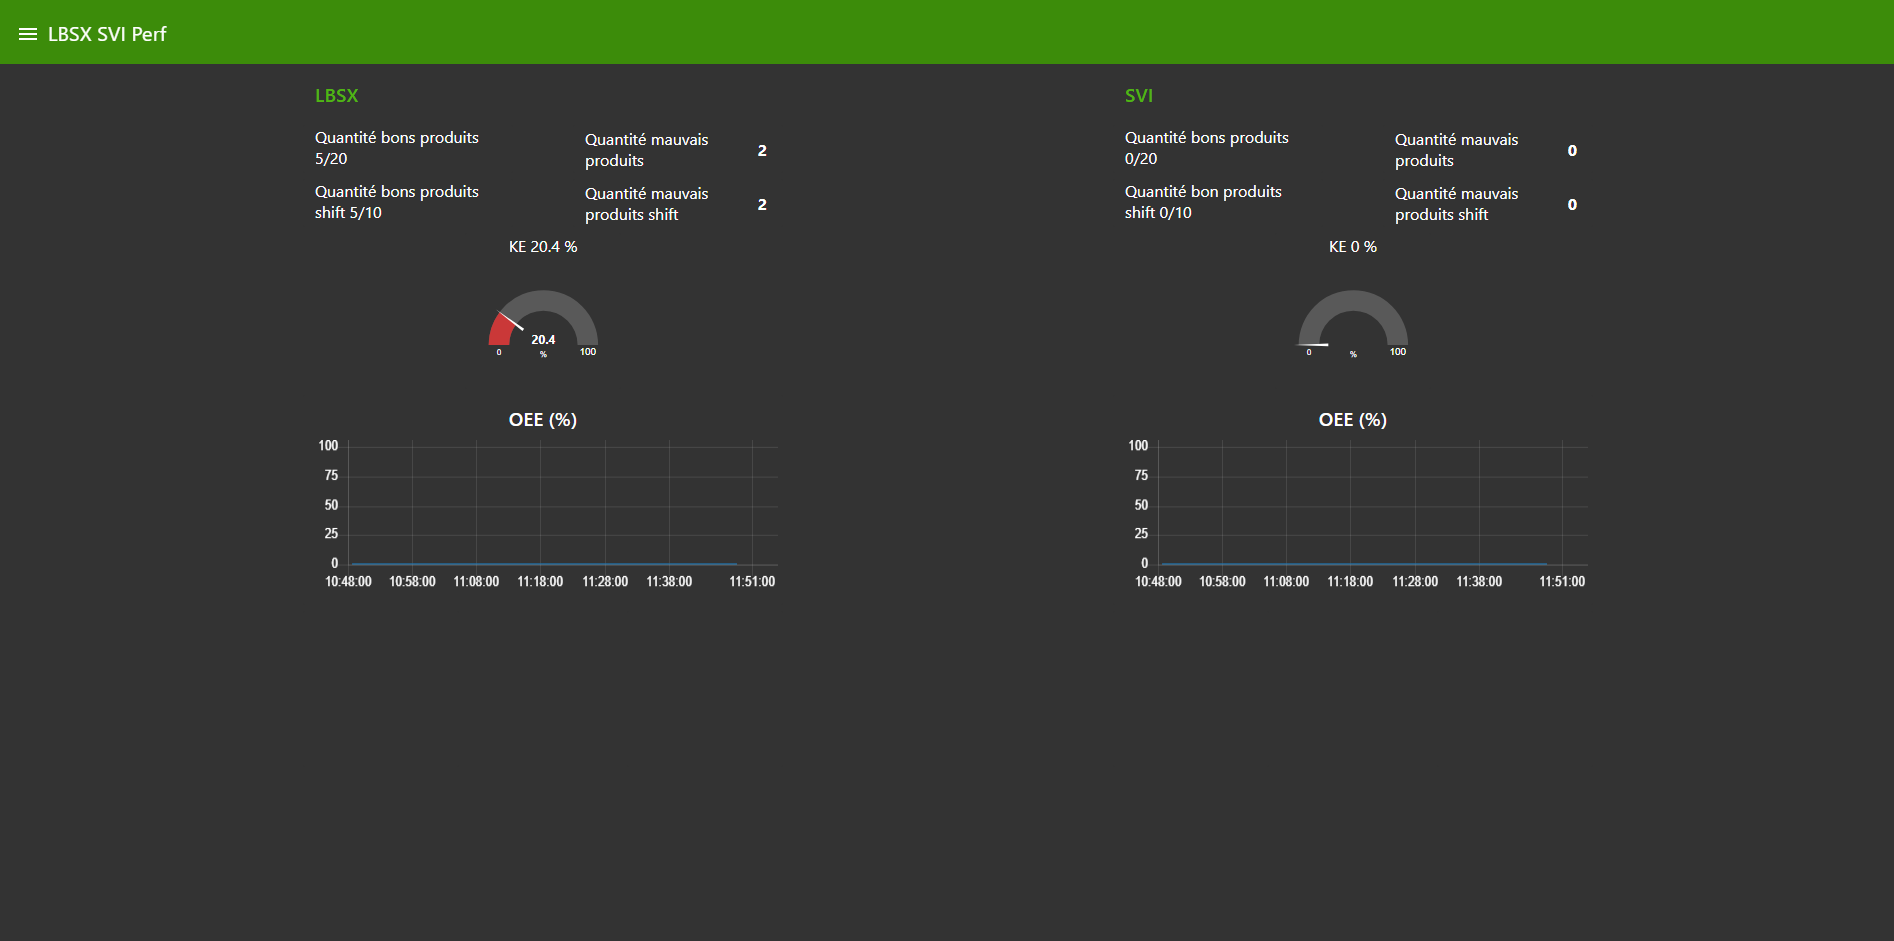 LBSX SVI Perf
LBSX
Quantité bons produits
5/20
Quantité mauvais
produits
2
Quantité bons produits
shift 5/10
Quantité mauvais
produits shift
2
KE 20.4 %
20.4
0
%
100
OEE (%)
100
75
50
25
0
10:48:00 10:58:00 11:08:00 11:18:00 11:28:00 11:38:00 11:51:00
SVI
Quantité bons produits
0/20
Quantité mauvais
produits
0
Quantité bon produits
shift 0/10
Quantité mauvais
produits shift
0
KE 0 %
0
%
100
OEE (%)
100
75
50
25
0
10:48:00 10:58:00 11:08:00 11:18:00 11:28:00 11:38:00 11:51:00